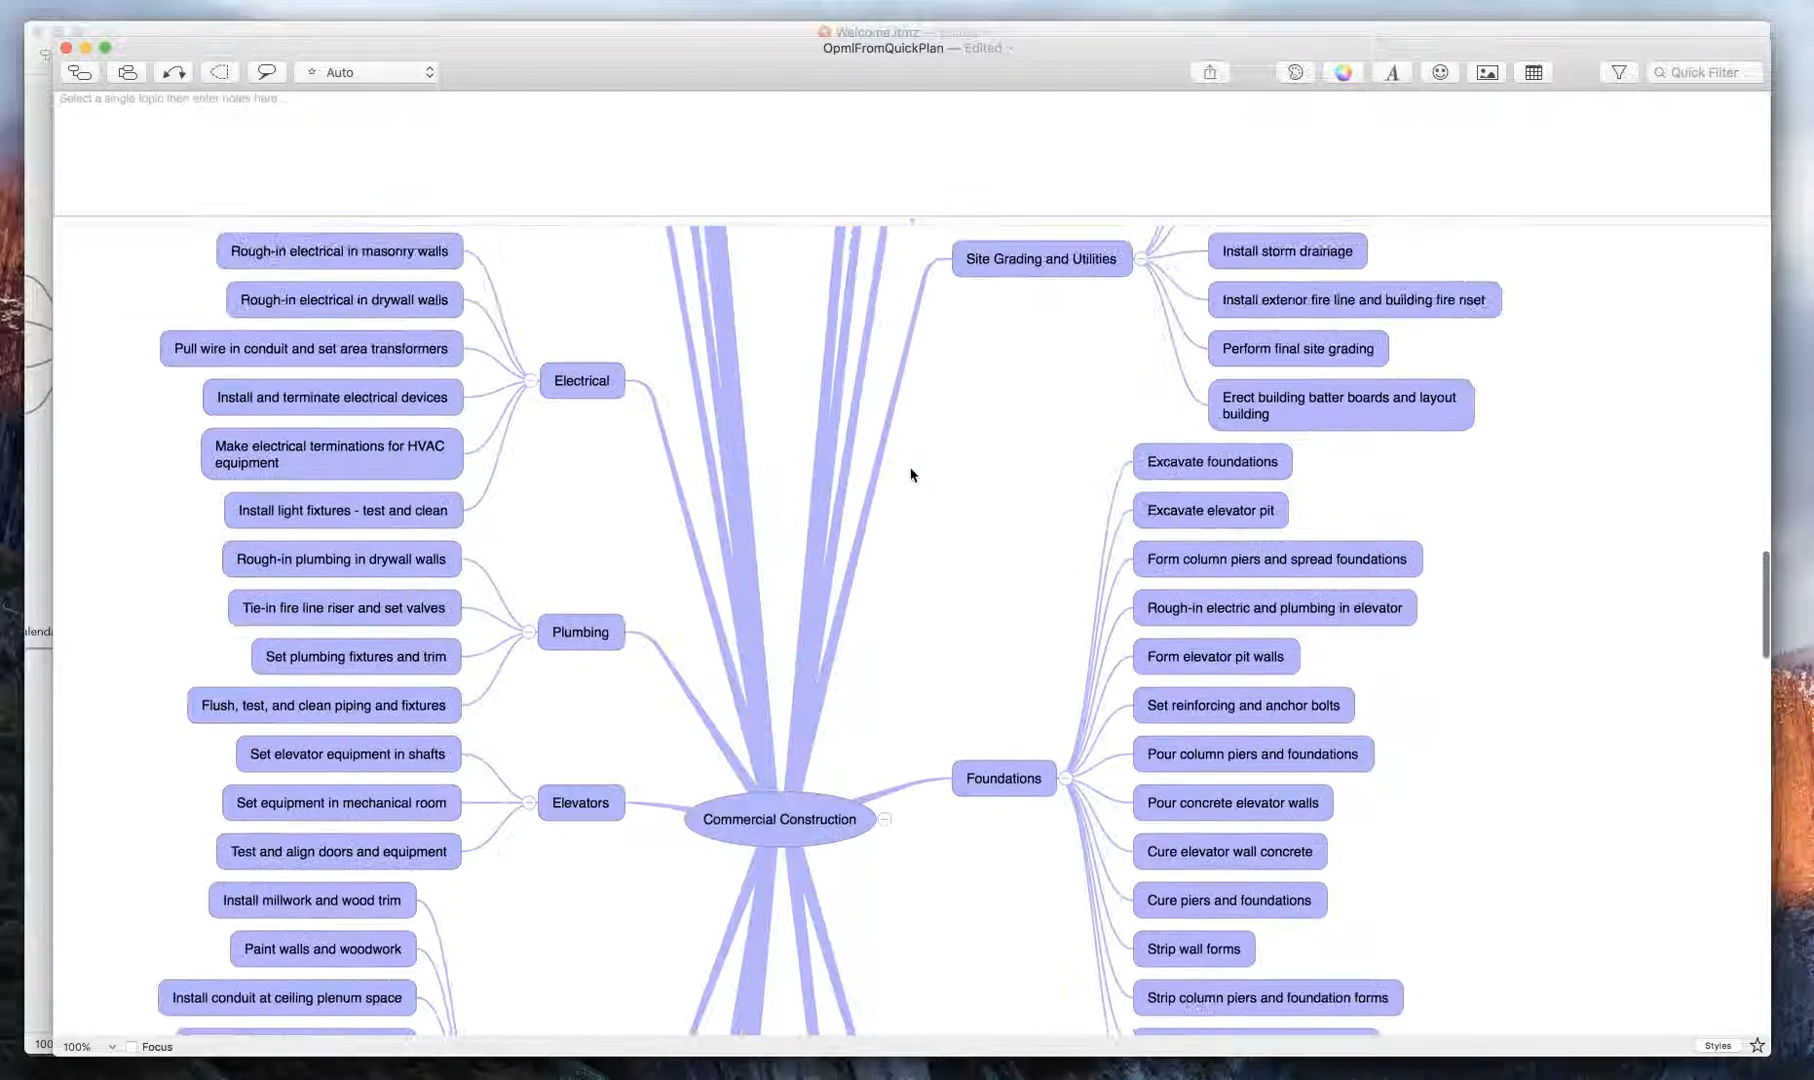 Welcome.itmz
OpmlFromQuickPlan — Edited
Auto
Quick Filter
Select a single topic then enter notes here ...
Rough-in electrical in masonry walls
Rough-in electrical in drywall walls
Pull wire in conduit and set area transformers
Install and terminate electrical devices
Make electrical terminations for HVAC
equipment
Install light fixtures - test and clean
Electrical
Rough-in plumbing in drywall walls
Tie-in fire line riser and set valves
Set plumbing fixtures and trim
Flush, test, and clean piping and fixtures
Plumbing
Set elevator equipment in shafts
Set equipment in mechanical room
Test and align doors and equipment
Elevators
Install millwork and wood trim
Paint walls and woodwork
Install conduit at ceiling plenum space
Commercial Construction
Site Grading and Utilities
Install storm drainage
Install exterior fire line and building fire riset
Perform final site grading
Erect building batter boards and layout
building
Foundations
Excavate foundations
Excavate elevator pit
Form column piers and spread foundations
Rough-in electric and plumbing in elevator
Form elevator pit walls
Set reinforcing and anchor bolts
Pour column piers and foundations
Pour concrete elevator walls
Cure elevator wall concrete
Cure piers and foundations
Strip wall forms
Strip column piers and foundation forms
100
100%
Focus
Styles